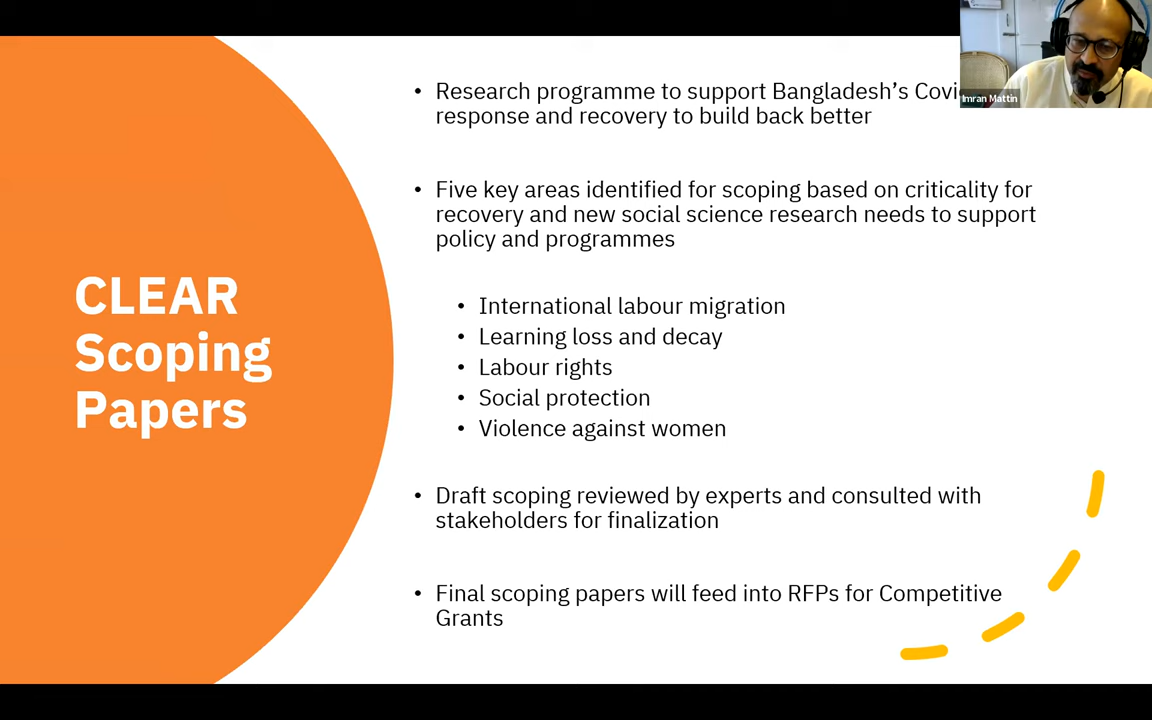 CLEAR
Scoping
Papers
• Research programme to support Bangladesh's
response and recovery to build back better
• Five key areas identified for scoping based on criticality for
recovery and new social science research needs to support
policy and programmes
• International labour migration
• Learning loss and decay
• Labour rights
• Social protection
• Violence against women
• Draft scoping reviewed by experts and consulted with
stakeholders for finalization
• Final scoping papers will feed into RFPs for Competitive
Grants
Imran Mattin